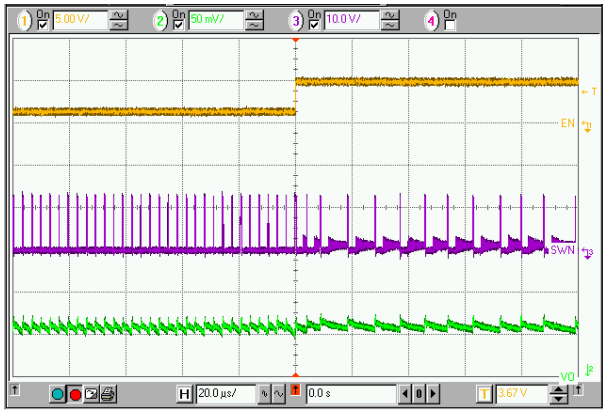 1 On 5.00 V/ 2 On 50 mV/ 3 On 10.0 V/ 4 On
T
EN 1
SWN 3
VO 2
H 20.0 µs/ 0.0 s 0 T 3.67 V